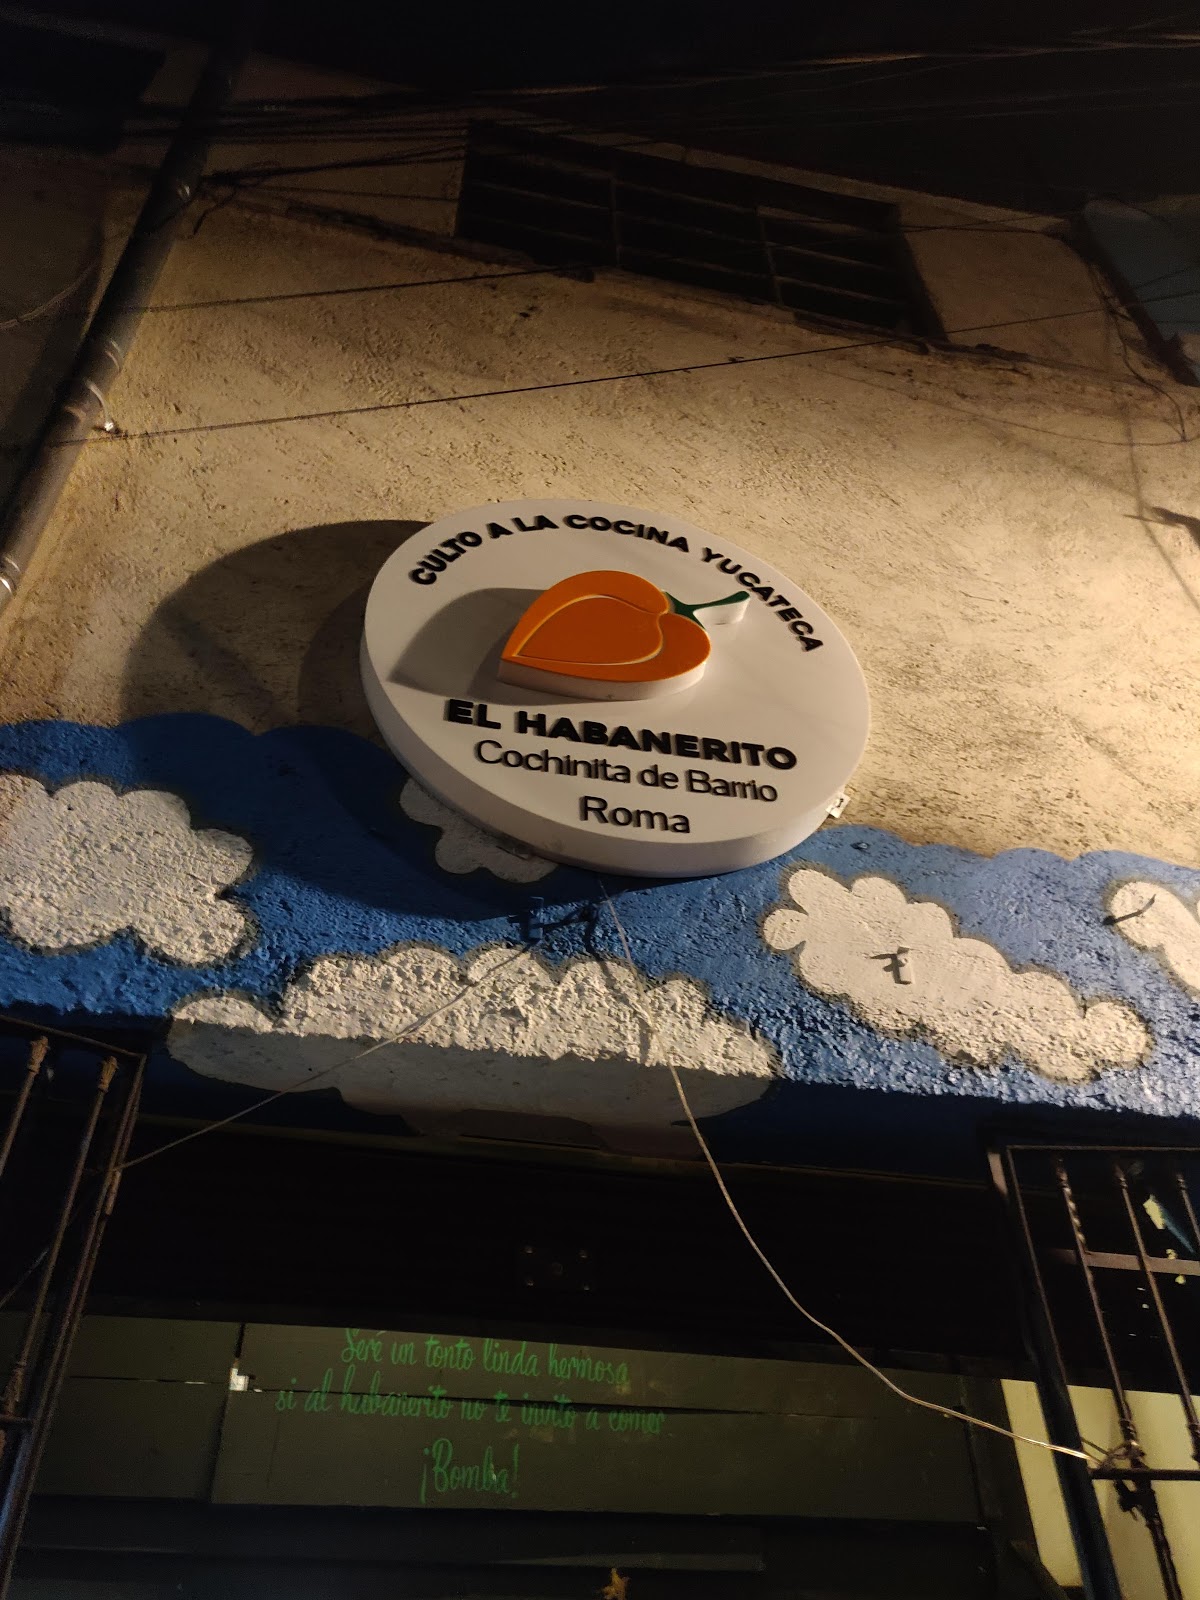 CULTO A LA COCINA YUCATECA
EL HABANERITO
Cochinita de Barrio
Roma
Seré un tonto linda hermosa
si al habanerito no te invito a comer.
¡Bomba!